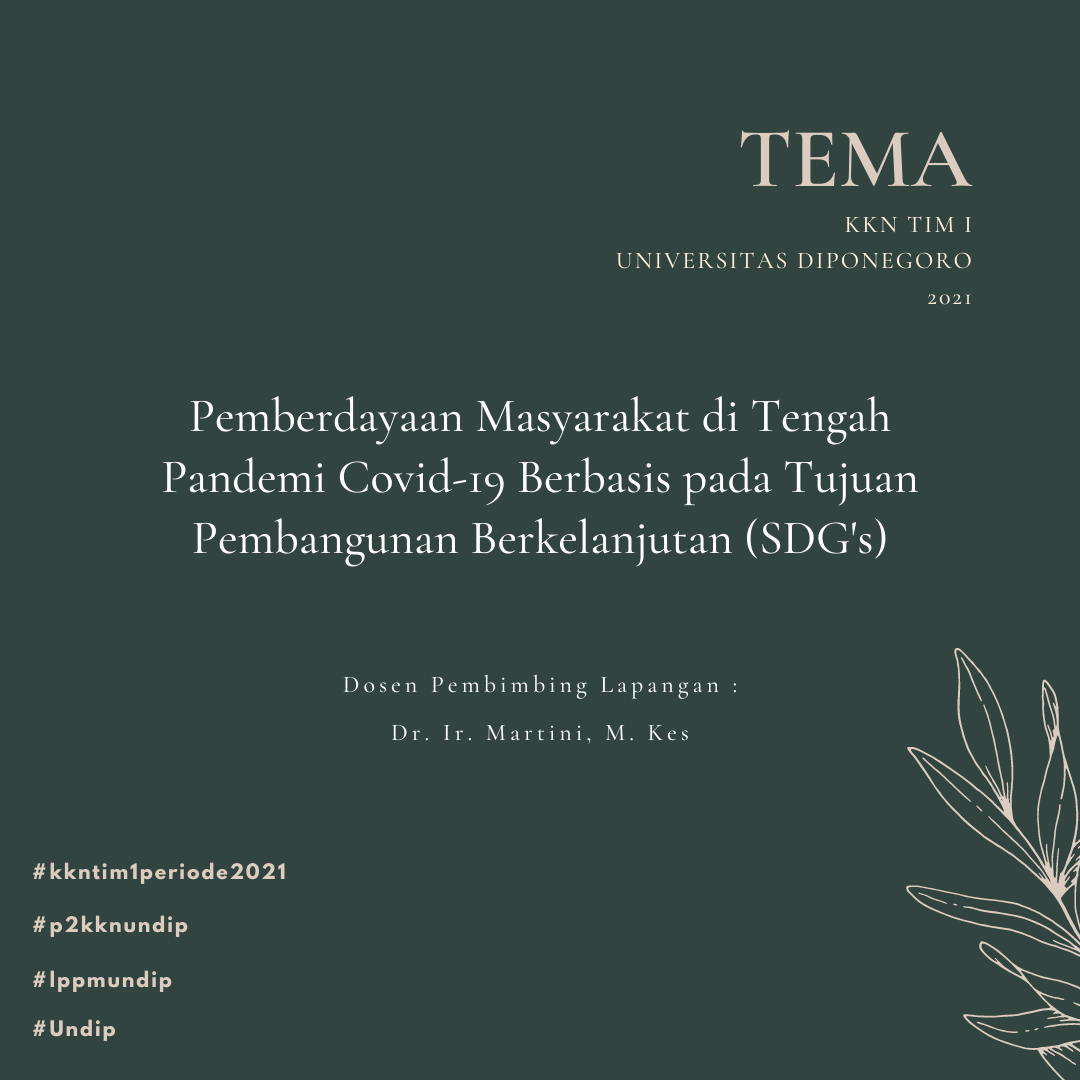 TEMA
KKN TIM I
UNIVERSITAS DIPONEGORO
2021
Pemberdayaan Masyarakat di Tengah
Pandemi Covid-19 Berbasis pada Tujuan
Pembangunan Berkelanjutan (SDG's)
Dosen Pembimbing Lapangan :
Dr. Ir. Martini, M. Kes
#kkntim1periode2021
#p2kknundip
#lppmundip
#Undip